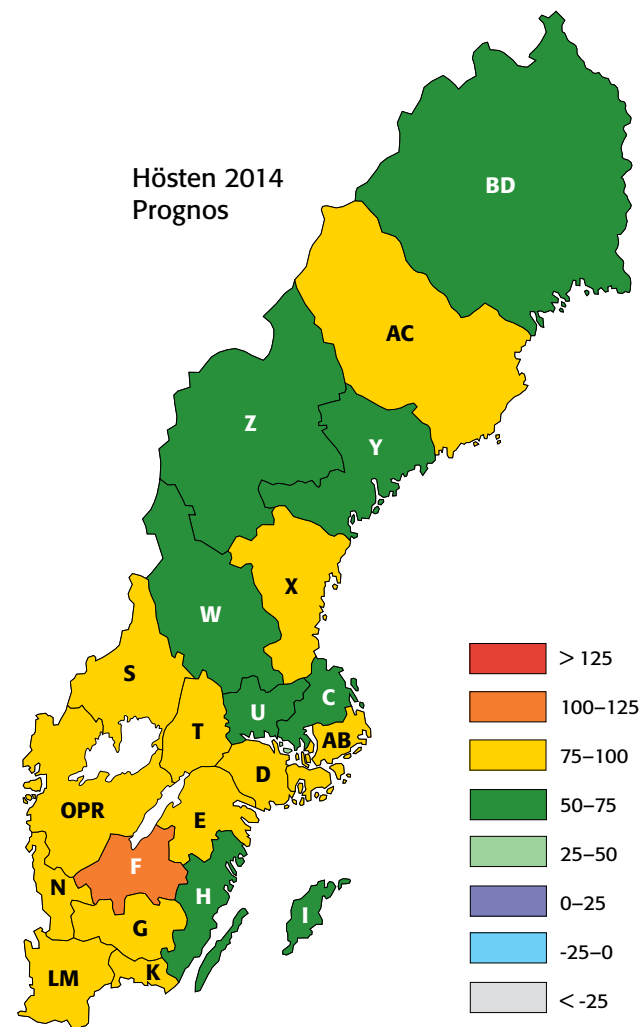 Hösten 2014
Prognos
BD
AC
Z
Y
X
W
S
C
U
T
AB
D
OPR
E
F
N
H
I
G
K
LM
> 125
100–125
75–100
50–75
25–50
0–25
-25–0
< -25